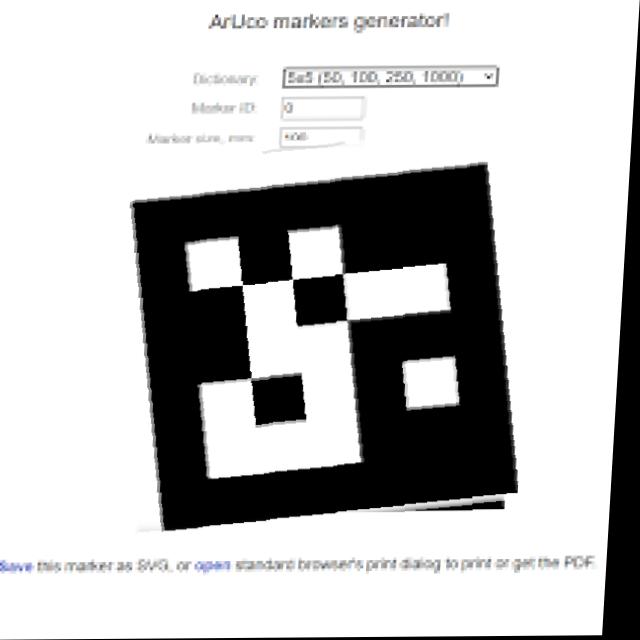 ArUco markers generator!
Dictionary: 5x5 (50, 100, 250, 1000)
Marker ID: 0
Marker size, mm: 100
Save this marker as SVG, or open standard browser's print dialog to print or get the PDF.